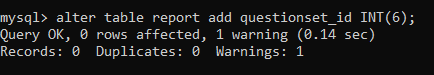 mysql> alter table report add questionset_id INT(6);
Query OK, 0 rows affected, 1 warning (0.14 sec)
Records: 0  Duplicates: 0  Warnings: 1